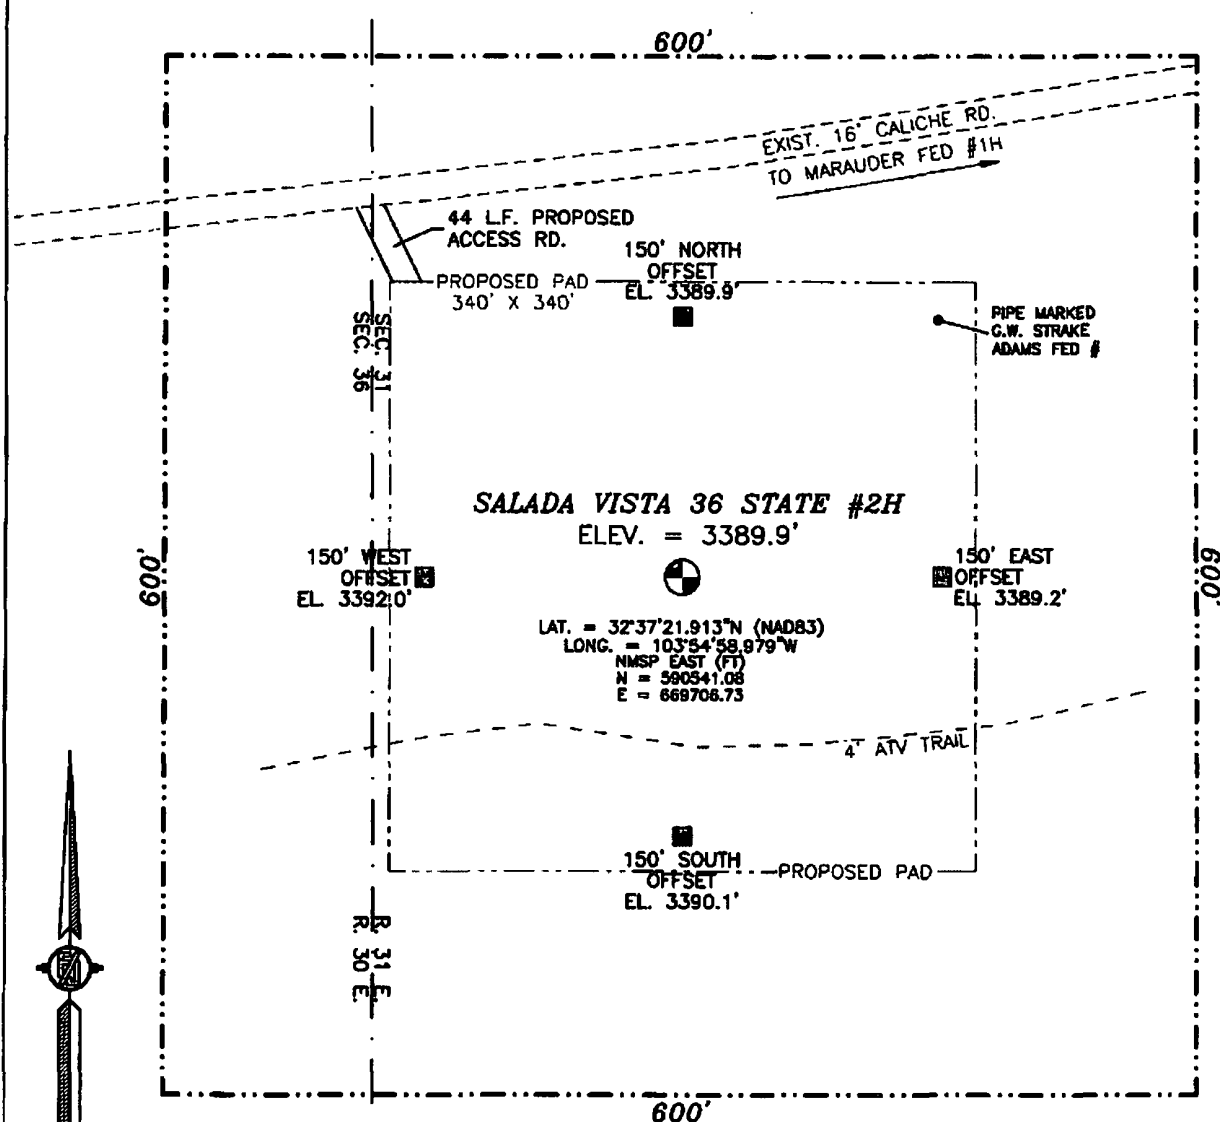 600'
EXIST. 16' CALICHE RD.
TO MARAUDER FED #1H
44 L.F. PROPOSED
ACCESS RD.
150' NORTH
OFFSET
EL. 3389.9'
PROPOSED PAD
340' X 340'
PIPE MARKED
G.W. STRAKE
ADAMS FED #
SEC. 31
SEC. 36
SALADA VISTA 36 STATE #2H
ELEV. = 3389.9'
600'
150' WEST
OFFSET
EL. 3392.0'
150' EAST
OFFSET
EL. 3389.2'
600'
LAT. = 32°37'21.913"N (NAD83)
LONG. = 103°54'58.979"W
NMSP EAST (FT)
N = 590541.08
E = 669706.73
4' ATV TRAIL
150' SOUTH
OFFSET
EL. 3390.1'
PROPOSED PAD
R. 31 E.
R. 30 E.
600'